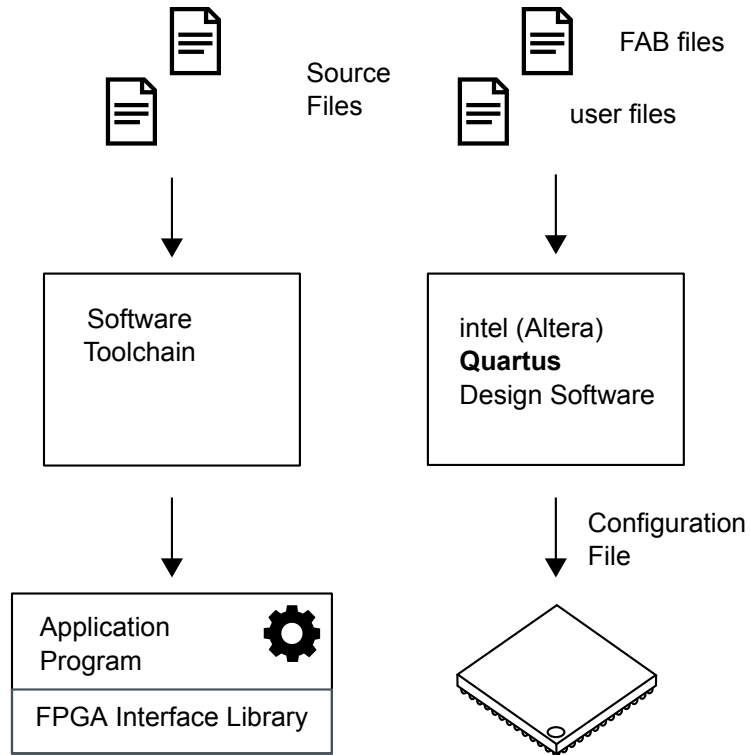 FAB files
Source
Files
user files
Software
Toolchain
intel (Altera)
Quartus
Design Software
Configuration
File
Application
Program
FPGA Interface Library